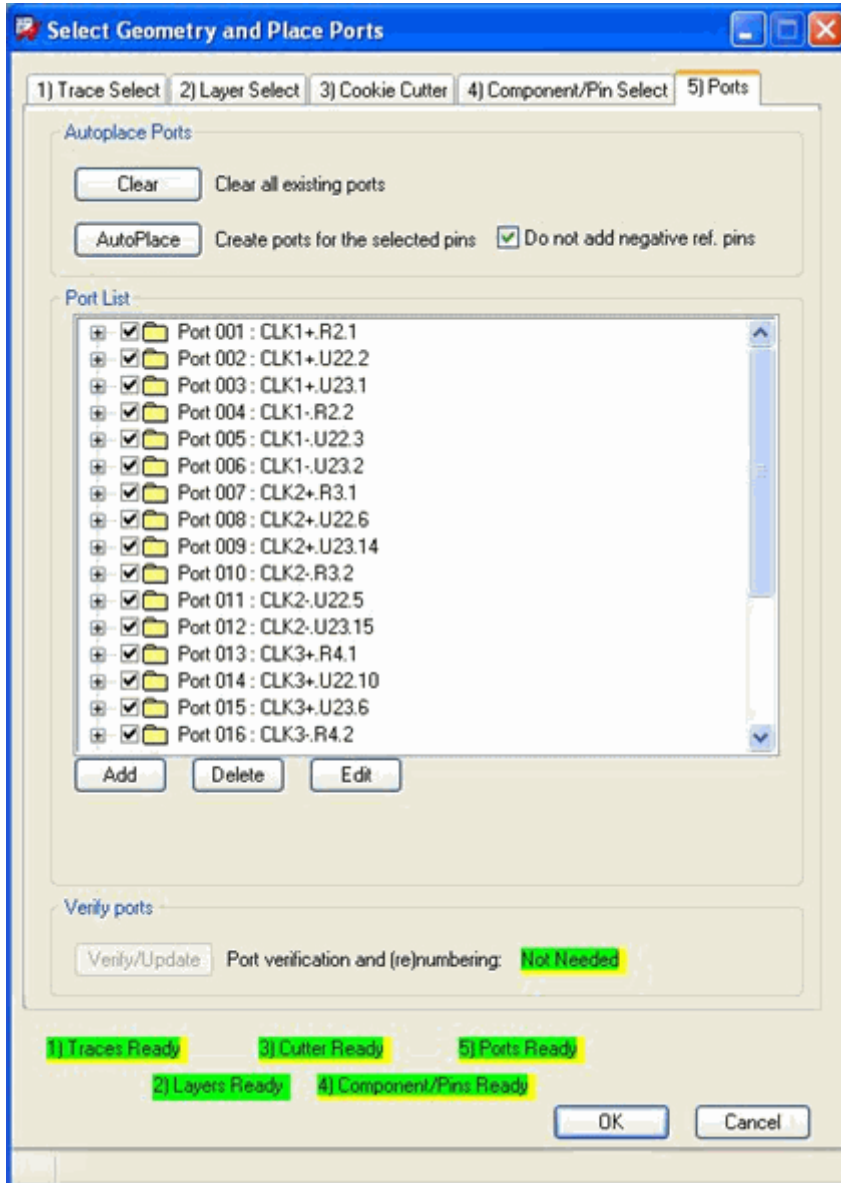 Select Geometry and Place Ports
1) Trace Select 2) Layer Select 3) Cookie Cutter 4) Component/Pin Select 5) Ports
Autoplace Ports
Clear Clear all existing ports
AutoPlace Create ports for the selected pins Do not add negative ref. pins
Port List
Port 001 : CLK1+.R2.1
Port 002 : CLK1+.U22.2
Port 003 : CLK1+.U23.1
Port 004 : CLK1-.R2.2
Port 005 : CLK1-.U22.3
Port 006 : CLK1-.U23.2
Port 007 : CLK2+.R3.1
Port 008 : CLK2+.U22.6
Port 009 : CLK2+.U23.14
Port 010 : CLK2-.R3.2
Port 011 : CLK2-.U22.5
Port 012 : CLK2-.U23.15
Port 013 : CLK3+.R4.1
Port 014 : CLK3+.U22.10
Port 015 : CLK3+.U23.6
Port 016 : CLK3-.R4.2
Add Delete Edit
Verify ports
Verify/Update Port verification and (re)numbering: Not Needed
1) Traces Ready 3) Cutter Ready 5) Ports Ready
2) Layers Ready 4) Component/Pins Ready
OK Cancel